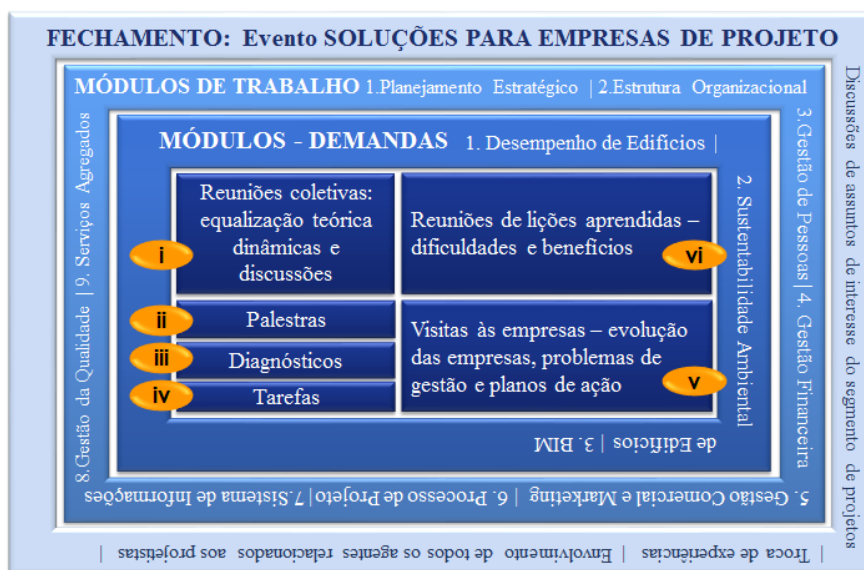 FECHAMENTO: Evento SOLUÇÕES PARA EMPRESAS DE PROJETO
Discussões de assuntos de interesse do segmento de projetos
| Troca de experiências | Envolvimento de todos os agentes relacionados aos projetistas |
MÓDULOS DE TRABALHO 1.Planejamento Estratégico | 2.Estrutura Organizacional
3.Gestão de Pessoas| 4. Gestão Financeira
5. Gestão Comercial e Marketing | 6. Processo de Projeto| 7.Sistema de Informações
8.Gestão da Qualdade | 9. Serviços Agregados
MÓDULOS - DEMANDAS 1. Desempenho de Edifícios |
2. Sustentabilidade Ambiental
de Edifícios | 3. BIM
Reuniões coletivas:
equalização teórica
dinâmicas e
discussões
i
Palestras
ii
Diagnósticos
iii
Tarefas
iv
Reuniões de lições aprendidas –
dificuldades e benefícios
vi
Visitas às empresas – evolução
das empresas, problemas de
gestão e planos de ação
v